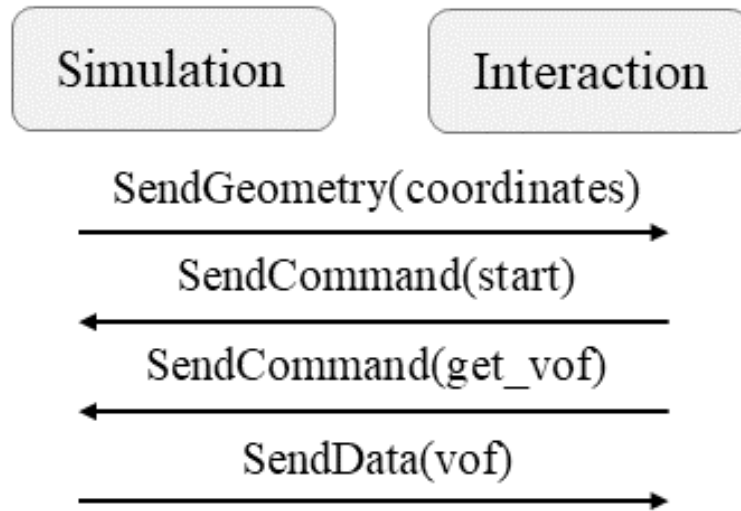 Simulation
Interaction
SendGeometry(coordinates)
SendCommand(start)
SendCommand(get_vof)
SendData(vof)